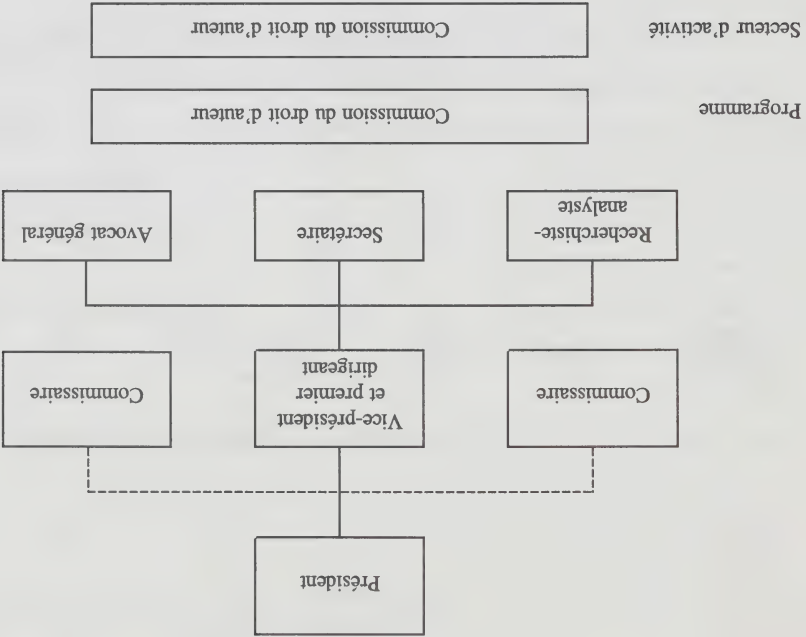 Président
Commissaire
Vice-président
et premier
dirigeant
Commissaire
Recherchiste-
analyste
Secrétaire
Avocat général
Programme
Commission du droit d'auteur
Secteur d'activité
Commission du droit d'auteur